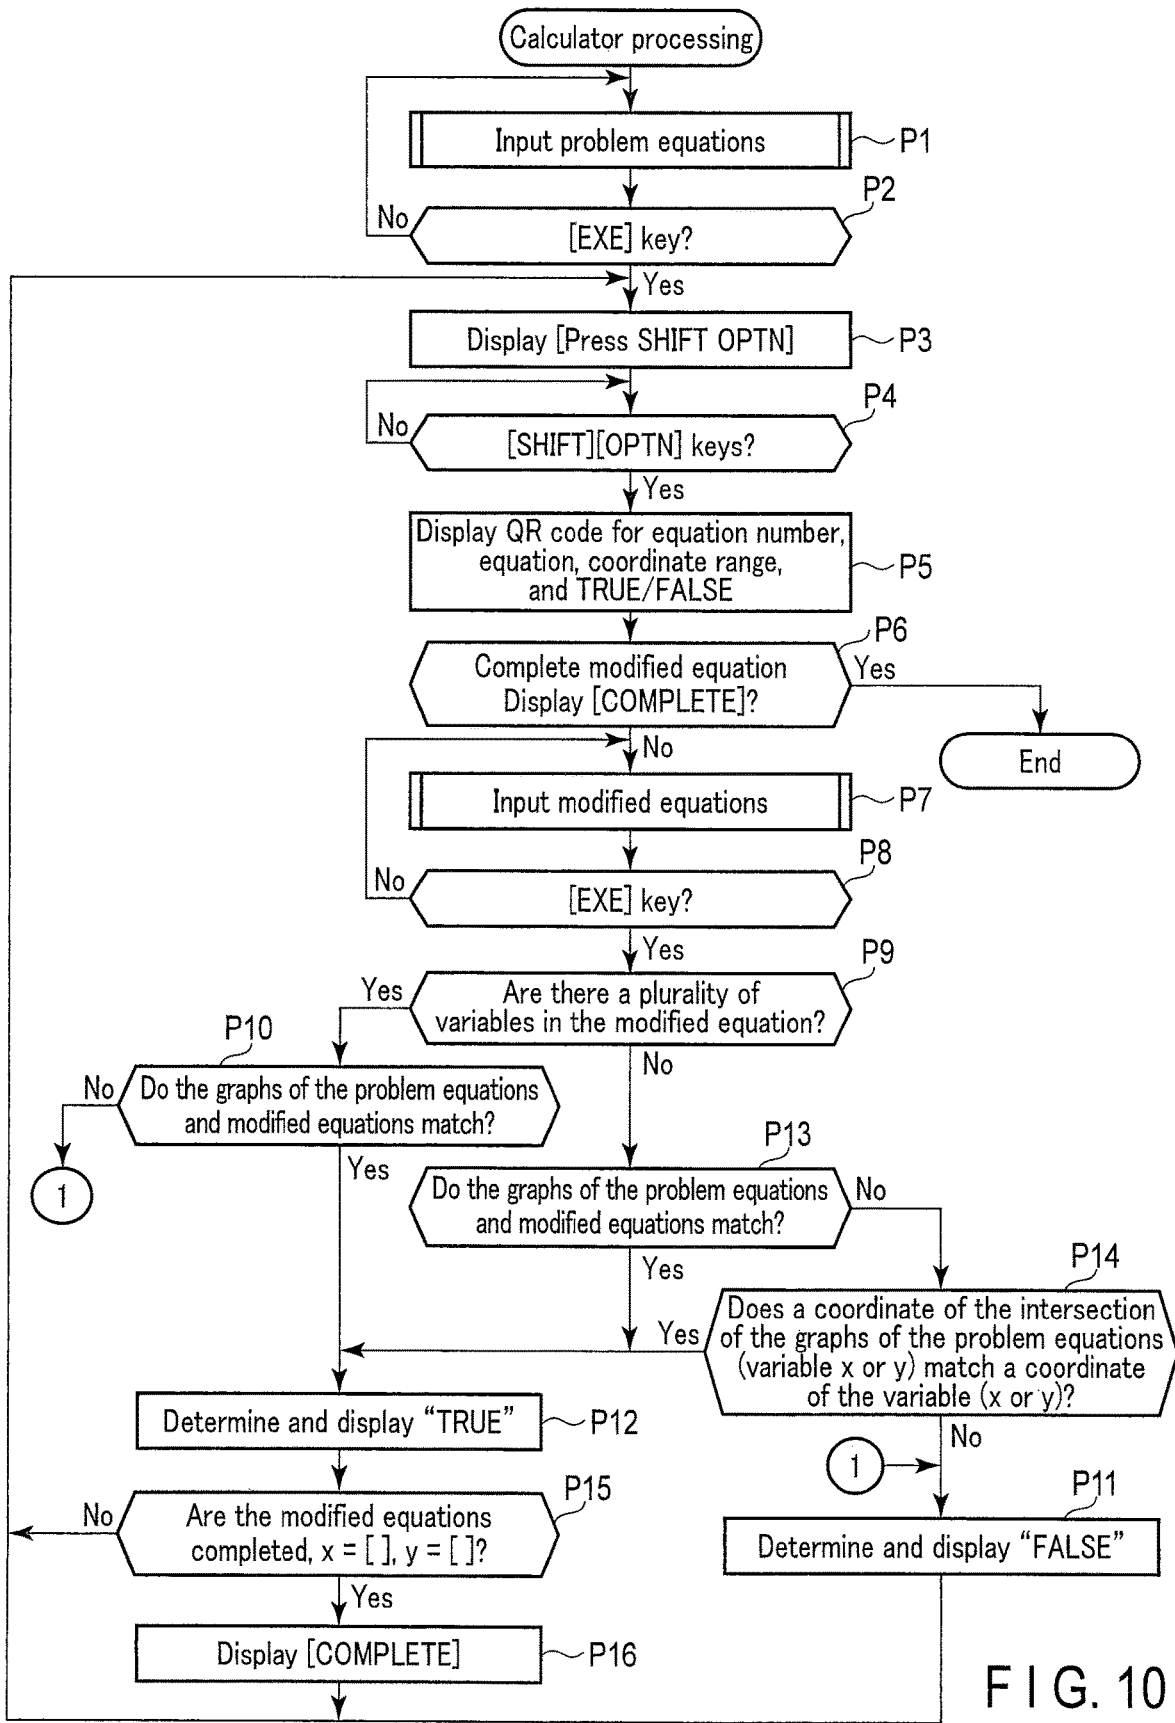 Calculator processing
Input problem equations
P1
P2
No
[EXE] key?
Yes
Display [Press SHIFT OPTN]
P3
P4
No
[SHIFT][OPTN] keys?
Yes
Display QR code for equation number,
equation, coordinate range,
and TRUE/FALSE
P5
P6
Complete modified equation
Display [COMPLETE]?
Yes
No
End
Input modified equations
P7
P8
No
[EXE] key?
Yes
P9
Yes
Are there a plurality of
variables in the modified equation?
No
P10
No
Do the graphs of the problem equations
and modified equations match?
Yes
1
P13
Do the graphs of the problem equations
and modified equations match?
No
Yes
P14
Does a coordinate of the intersection
of the graphs of the problem equations
(variable x or y) match a coordinate
of the variable (x or y)?
Yes
No
Determine and display “TRUE”
P12
1
P11
Determine and display “FALSE”
P15
No
Are the modified equations
completed, x = [ ], y = [ ]?
Yes
Display [COMPLETE]
P16
FIG. 10